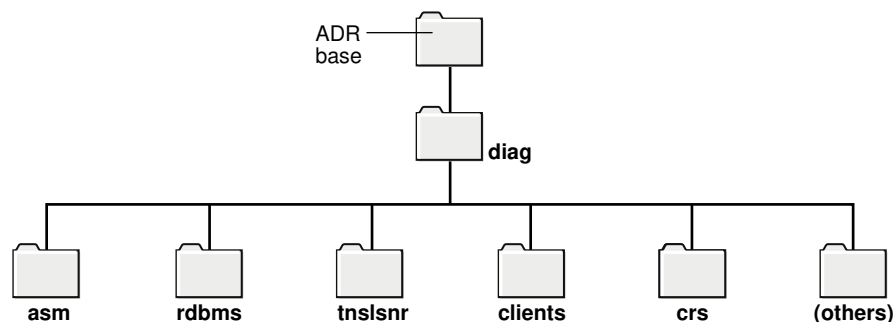 ADR
base
diag
asm
rdbms
tnslsnr
clients
crs
(others)